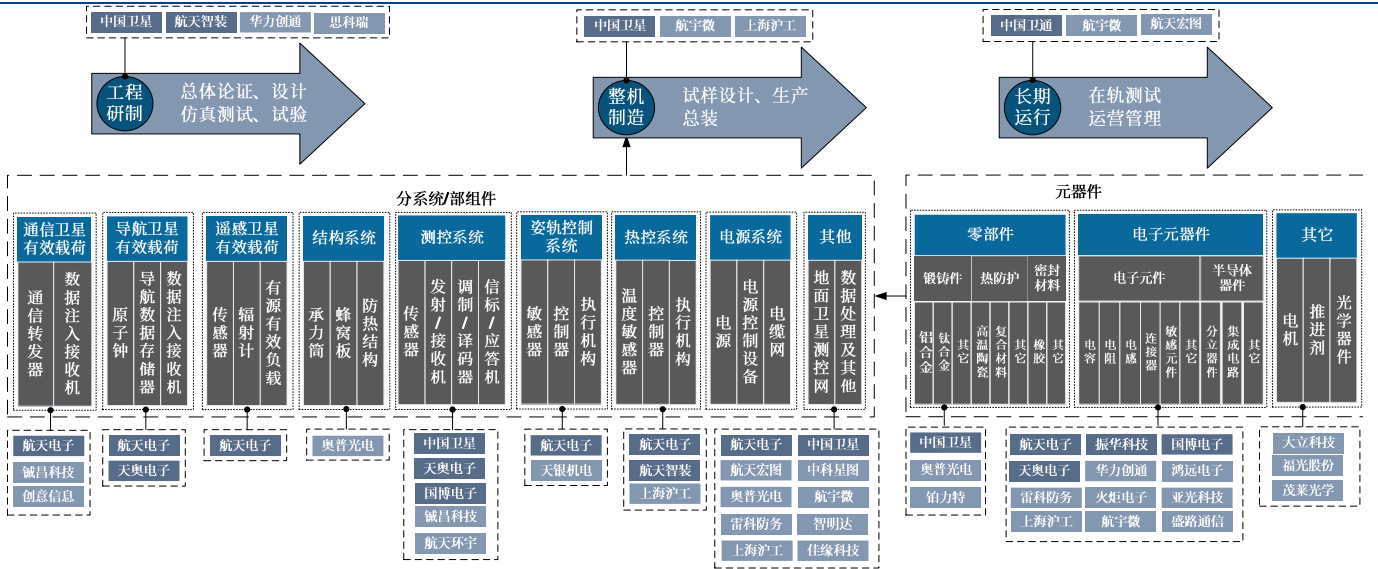 中国卫星 航天智装 华力创通 思科瑞
工程
研制
总体论证、设计
仿真测试、试验
中国卫星 航宇微 上海沪工
整机
制造
试样设计、生产
总装
中国卫通 航宇微 航天宏图
长期
运行
在轨测试
运营管理
分系统/部组件
通信卫星
有效载荷
通信转发器
数据注入接收机
导航卫星
有效载荷
原子钟
导航数据存储器
数据注入接收机
遥感卫星
有效载荷
传感器
辐射计
有源有效负载
结构系统
承力筒
蜂窝板
防热结构
测控系统
传感器
发射/接收机
调制/译码器
信标/应答机
姿轨控制
系统
敏感器
控制器
执行机构
热控系统
温度敏感器
控制器
执行机构
电源系统
电源
电源控制设备
电缆网
其他
地面卫星测控网
数据处理及其他
元器件
零部件
锻铸件
铝合金
钛合金
其它
热防护
高温陶瓷
复合材料
其它
密封
材料
橡胶
其它
电子元器件
电子元件
电容
电阻
电感
连接器
敏感元件
其它
半导体
器件
分立器件
集成电路
其它
其它
电机
推进剂
光学器件
航天电子
铖昌科技
创意信息
航天电子
天奥电子
航天电子
奥普光电
中国卫星
天奥电子
国博电子
铖昌科技
航天环宇
航天电子
天银机电
航天电子
航天智装
上海沪工
航天电子 中国卫星
航天宏图 中科星图
奥普光电 航宇微
雷科防务 智明达
上海沪工 佳缘科技
中国卫星
奥普光电
铂力特
航天电子 振华科技 国博电子
天奥电子 华力创通 鸿远电子
雷科防务 火炬电子 亚光科技
上海沪工 航宇微 盛路通信
大立科技
福光股份
茂莱光学